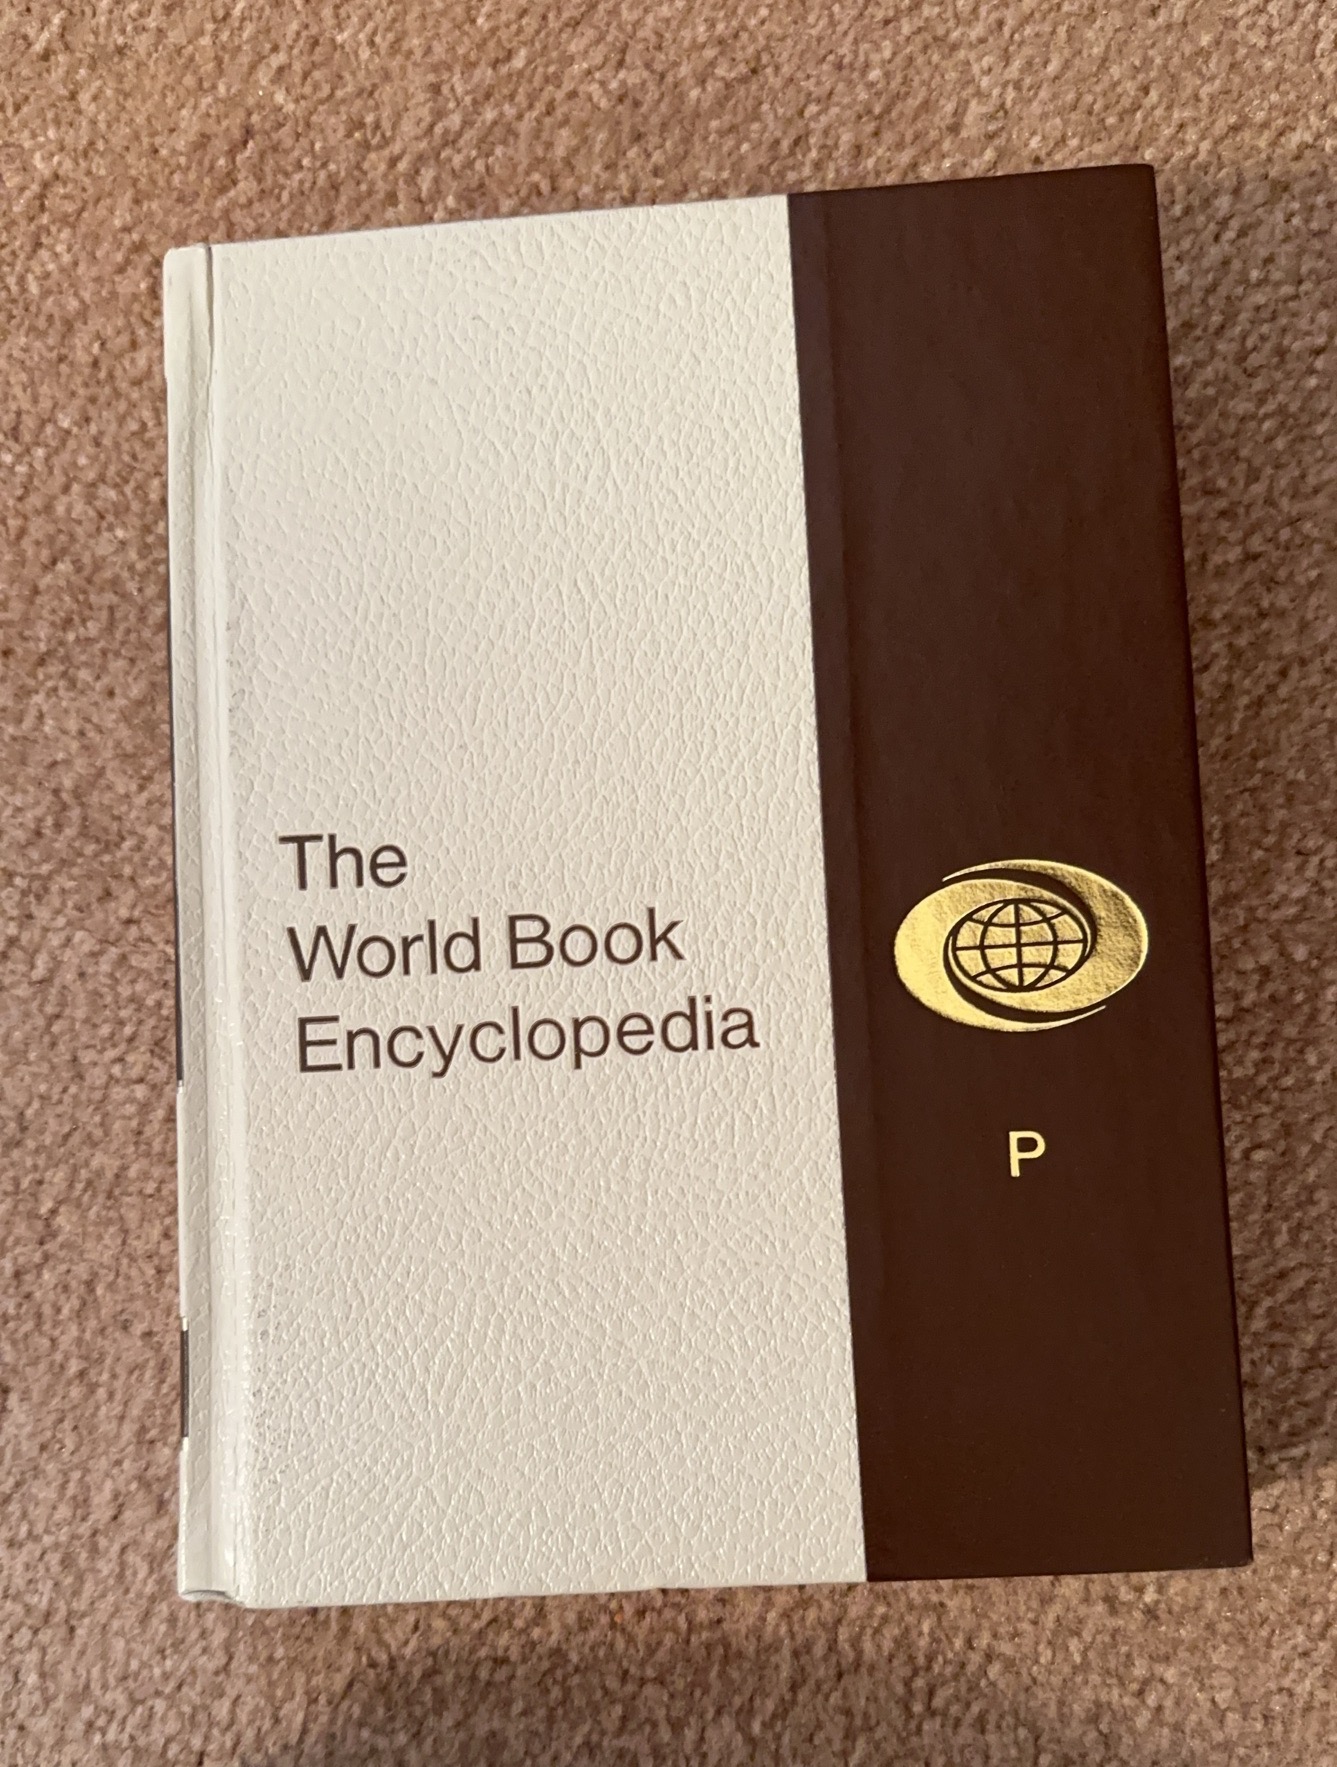 The
World Book
Encyclopedia
P